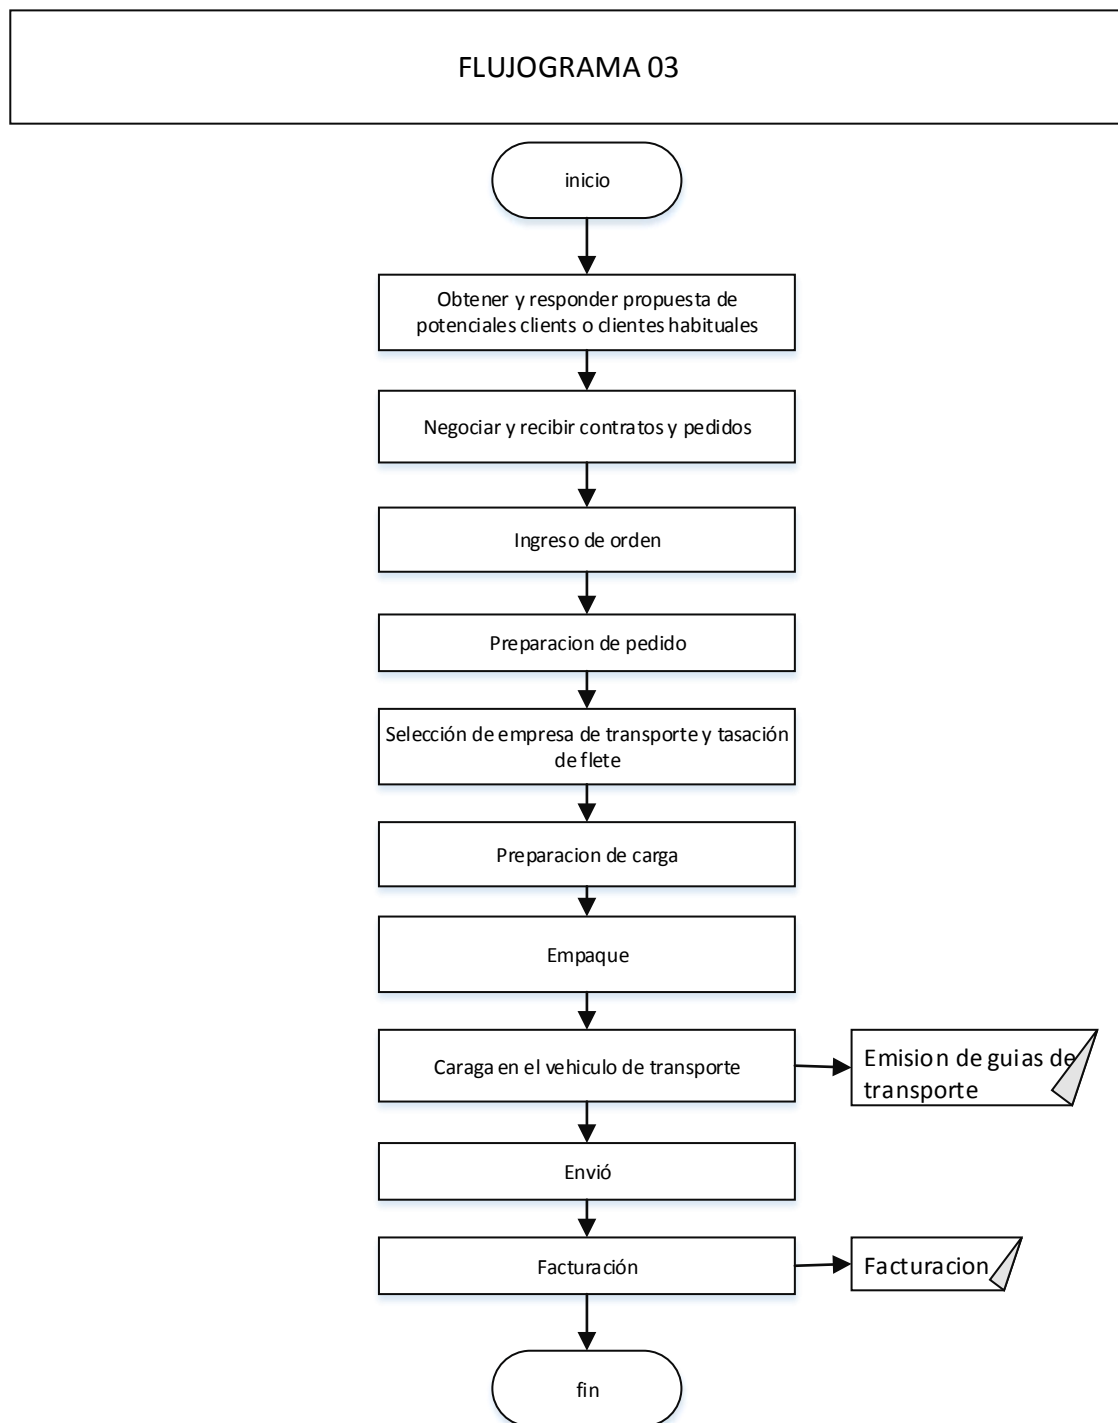 FLUJOGRAMA 03
inicio
Obtener y responder propuesta de
potenciales clients o clientes habituales
Negociar y recibir contratos y pedidos
Ingreso de orden
Preparacion de pedido
Selección de empresa de transporte y tasación
de flete
Preparacion de carga
Empaque
Caraga en el vehiculo de transporte
Emision de guias de
transporte
Envió
Facturación
Facturacion
fin